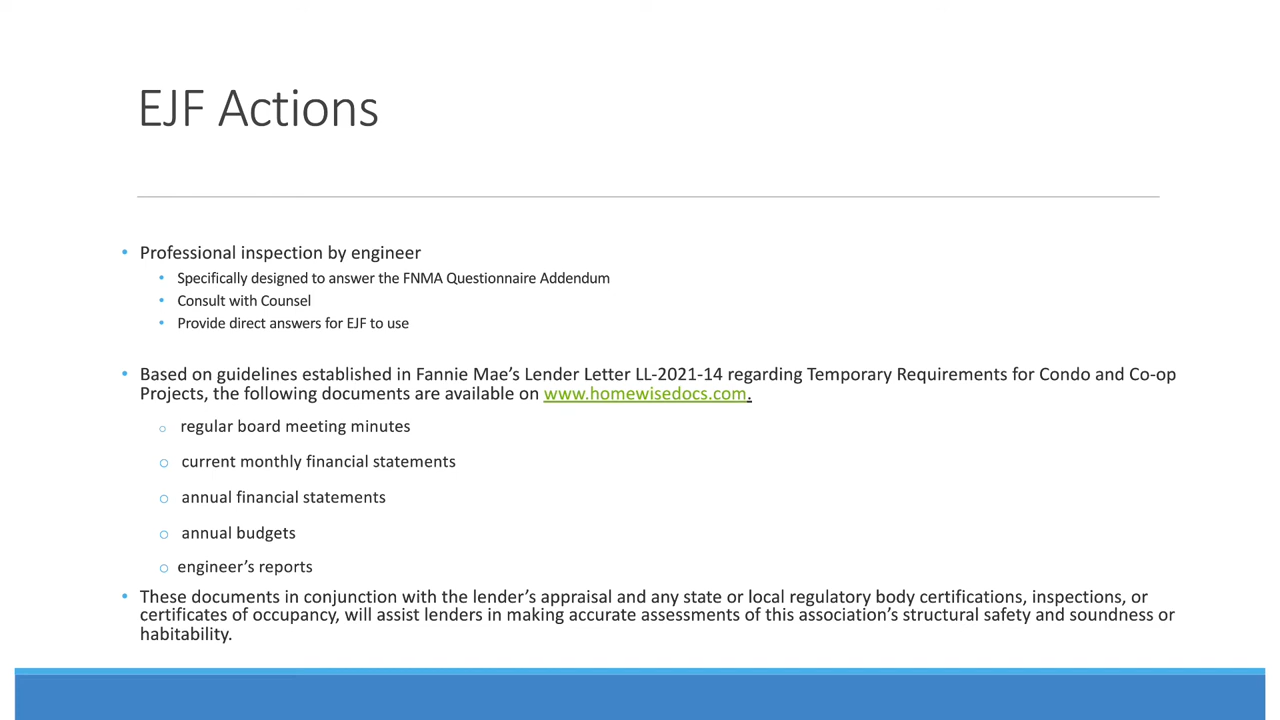 EJF Actions
• Professional inspection by engineer
• Specifically designed to answer the FNMA Questionnaire Addendum
• Consult with Counsel
• Provide direct answers for EJF to use
• Based on guidelines established in Fannie Mae’s Lender Letter LL-2021-14 regarding Temporary Requirements for Condo and Co-op
Projects, the following documents are available on www.homewisedocs.com.
○ regular board meeting minutes
○ current monthly financial statements
○ annual financial statements
○ annual budgets
○ engineer’s reports
• These documents in conjunction with the lender’s appraisal and any state or local regulatory body certifications, inspections, or
certificates of occupancy, will assist lenders in making accurate assessments of this association’s structural safety and soundness or
habitability.